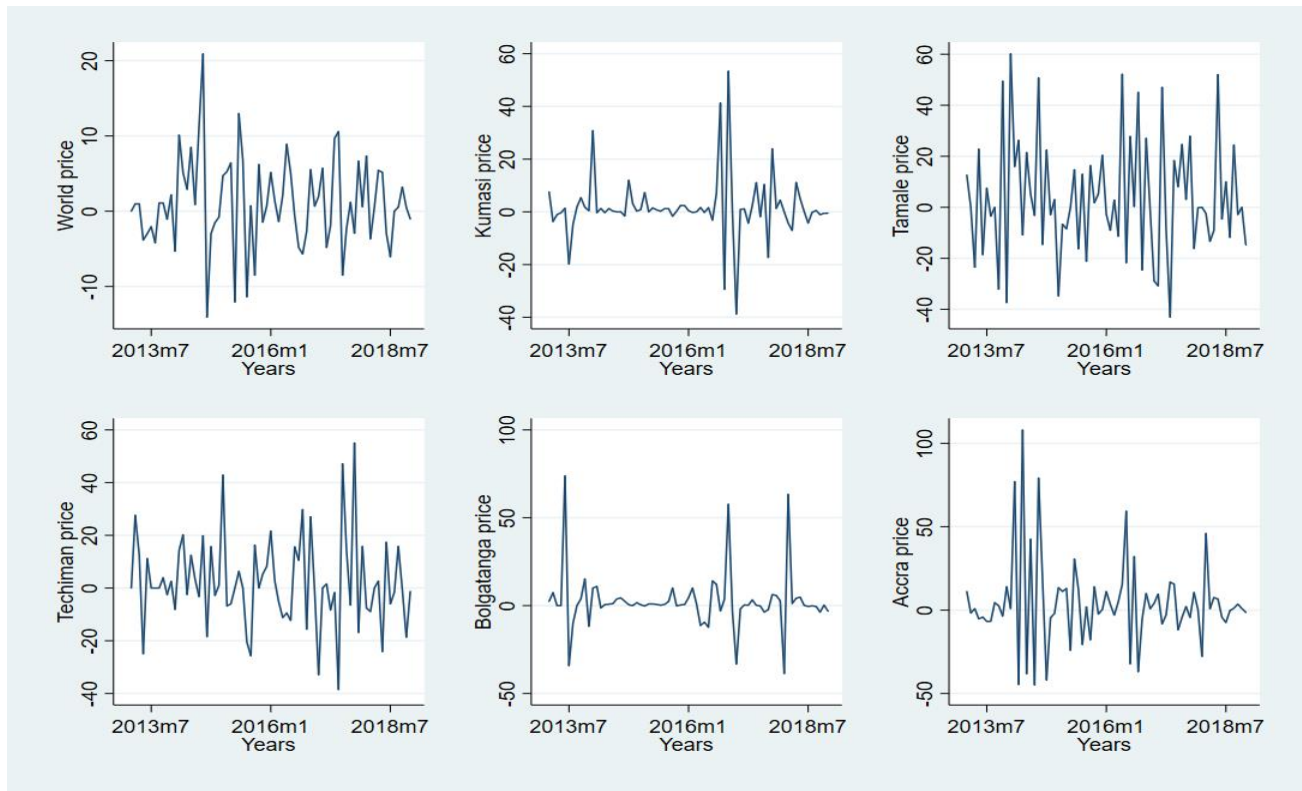 World price
20
10
0
-10
2013m7 2016m1 2018m7
Years
Kumasi price
60
40
20
0
-20
-40
2013m7 2016m1 2018m7
Years
Tamale price
60
40
20
0
-20
-40
2013m7 2016m1 2018m7
Years
Techiman price
60
40
20
0
-20
-40
2013m7 2016m1 2018m7
Years
Bolgatanga price
100
50
0
-50
2013m7 2016m1 2018m7
Years
Accra price
100
50
0
-50
2013m7 2016m1 2018m7
Years